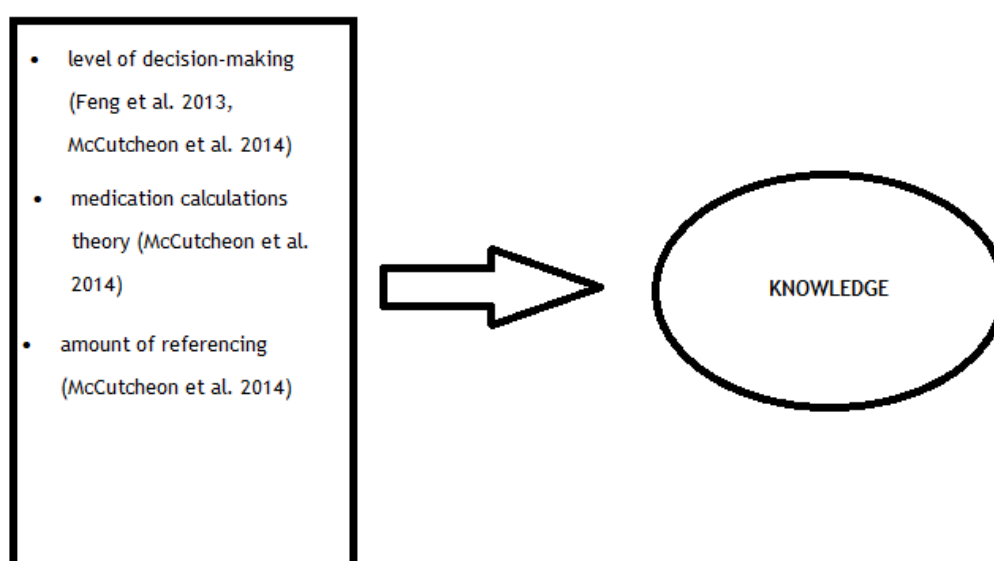 • level of decision-making
(Feng et al. 2013,
McCutcheon et al. 2014)
• medication calculations
theory (McCutcheon et al.
2014)
• amount of referencing
(McCutcheon et al. 2014)
KNOWLEDGE